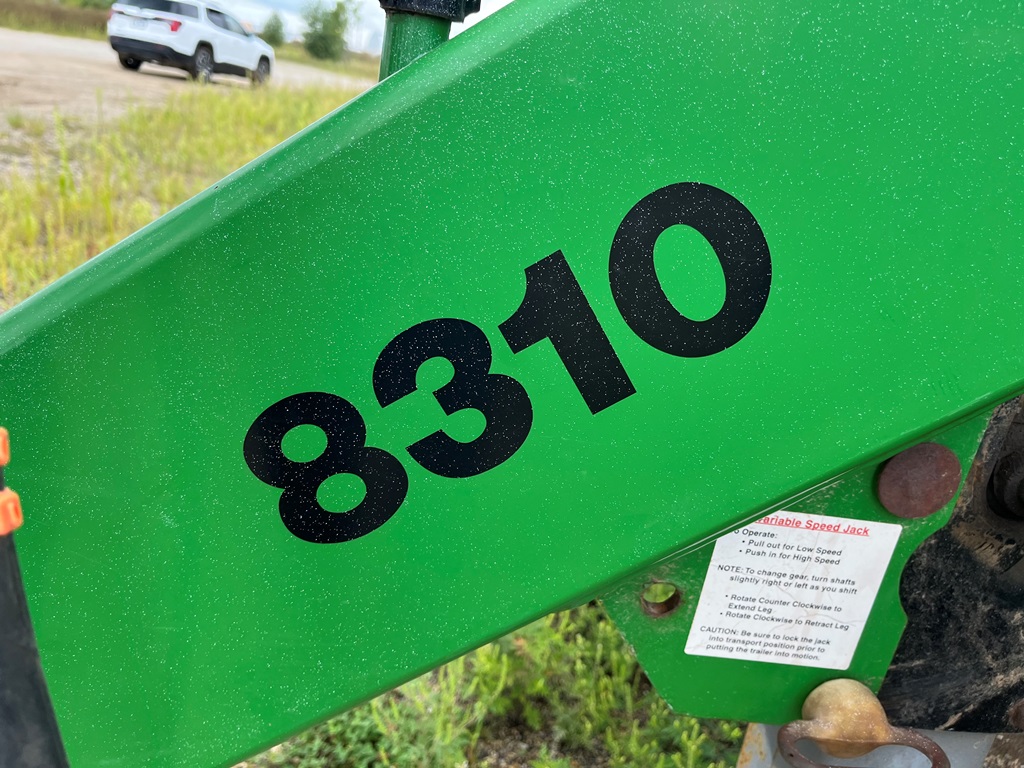 8310
Variable Speed Jack
To Operate:
• Pull out for Low Speed
• Push in for High Speed
NOTE: To change gear, turn shafts
slightly right or left as you shift
• Rotate Counter Clockwise to
Extend Leg
• Rotate Clockwise to Retract Leg
CAUTION: Be sure to lock the jack
into transport position prior to
putting the trailer into motion.